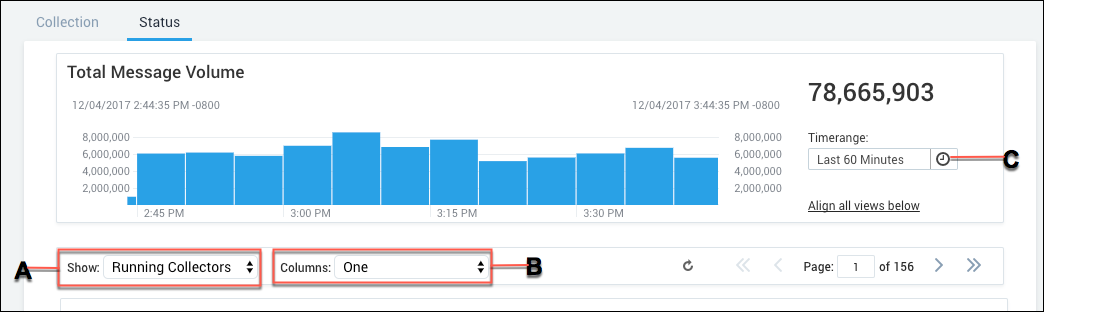 Collection Status
Total Message Volume
78,665,903
12/04/2017 2:44:35 PM -0800 12/04/2017 3:44:35 PM -0800
Timerange:
8,000,000 8,000,000
6,000,000 6,000,000
Last 60 Minutes C
4,000,000 4,000,000
2,000,000 2,000,000
Align all views below
2:45 PM 3:00 PM 3:15 PM 3:30 PM
A Show: Running Collectors Columns: One B Page: 1 of 156